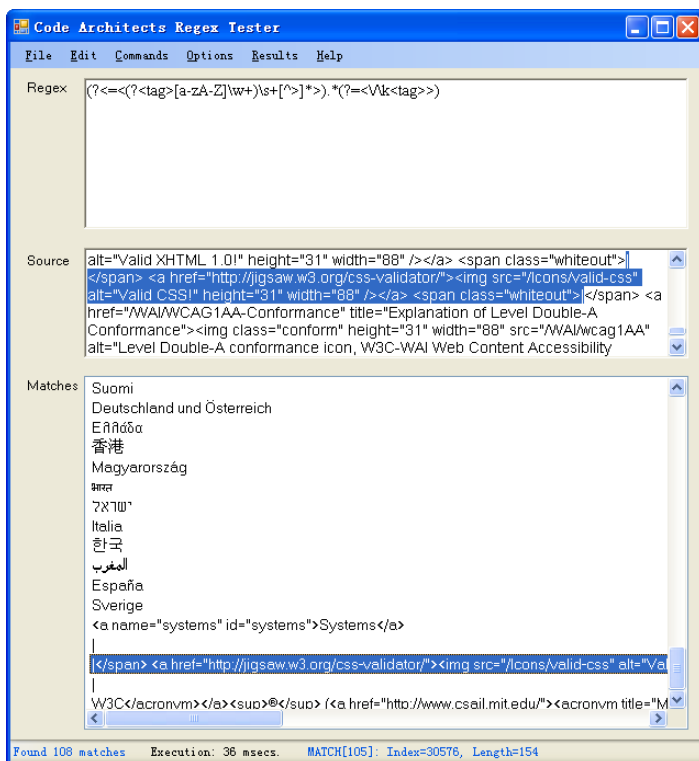 Code Architects Regex Tester
File Edit Commands Options Results Help
Regex
(?<=<(?<tag>[a-zA-Z]\w+)\s+[^>]*>).*(?=<\/\k<tag>>)
Source
alt="Valid XHTML 1.0!" height="31" width="88" /></a> <span class="whiteout">|
</span> <a href="http://jigsaw.w3.org/css-validator/"><img src="/Icons/valid-css"
alt="Valid CSS!" height="31" width="88" /></a> <span class="whiteout">|</span> <a
href="/WAI/WCAG1AA-Conformance" title="Explanation of Level Double-A
Conformance"><img class="conform" height="31" width="88" src="/WAI/wcag1AA"
alt="Level Double-A conformance icon, W3C-WAI Web Content Accessibility
Matches
Suomi
Deutschland und Österreich
Ελλάδα
香港
Magyarország
भारत
ישראל
Italia
한국
المغرب
España
Sverige
<a name="systems" id="systems">Systems</a>
|
|</span> <a href="http://jigsaw.w3.org/css-validator/"><img src="/Icons/valid-css" alt="Val
|
W3C</acronym></a><sup>®</sup> (<a href="http://www.csail.mit.edu/"><acronym title="M
Found 108 matches Execution: 36 msecs. MATCH[105]: Index=30576, Length=154